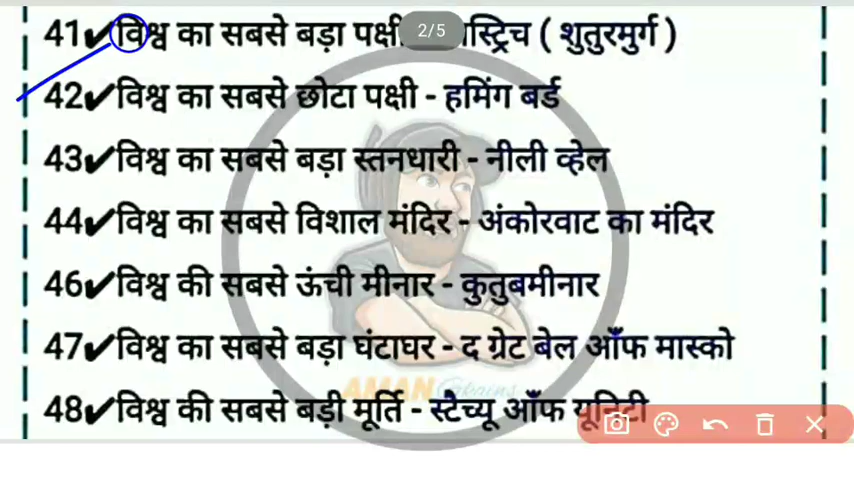 41✔विश्व का सबसे बड़ा पक्षी स्ट्रिच ( शुतुरमुर्ग )
2/5
42✔विश्व का सबसे छोटा पक्षी - हमिंग बर्ड
43✔विश्व का सबसे बड़ा स्तनधारी - नीली व्हेल
44✔विश्व का सबसे विशाल मंदिर - अंकोरवाट का मंदिर
46✔विश्व की सबसे ऊंची मीनार - कुतुबमीनार
47✔विश्व का सबसे बड़ा घंटाघर - द ग्रेट बेल ऑफ मास्को
AMAN
48✔विश्व की सबसे बड़ी मूर्ति - स्टैच्यू ऑफ यूनिटी